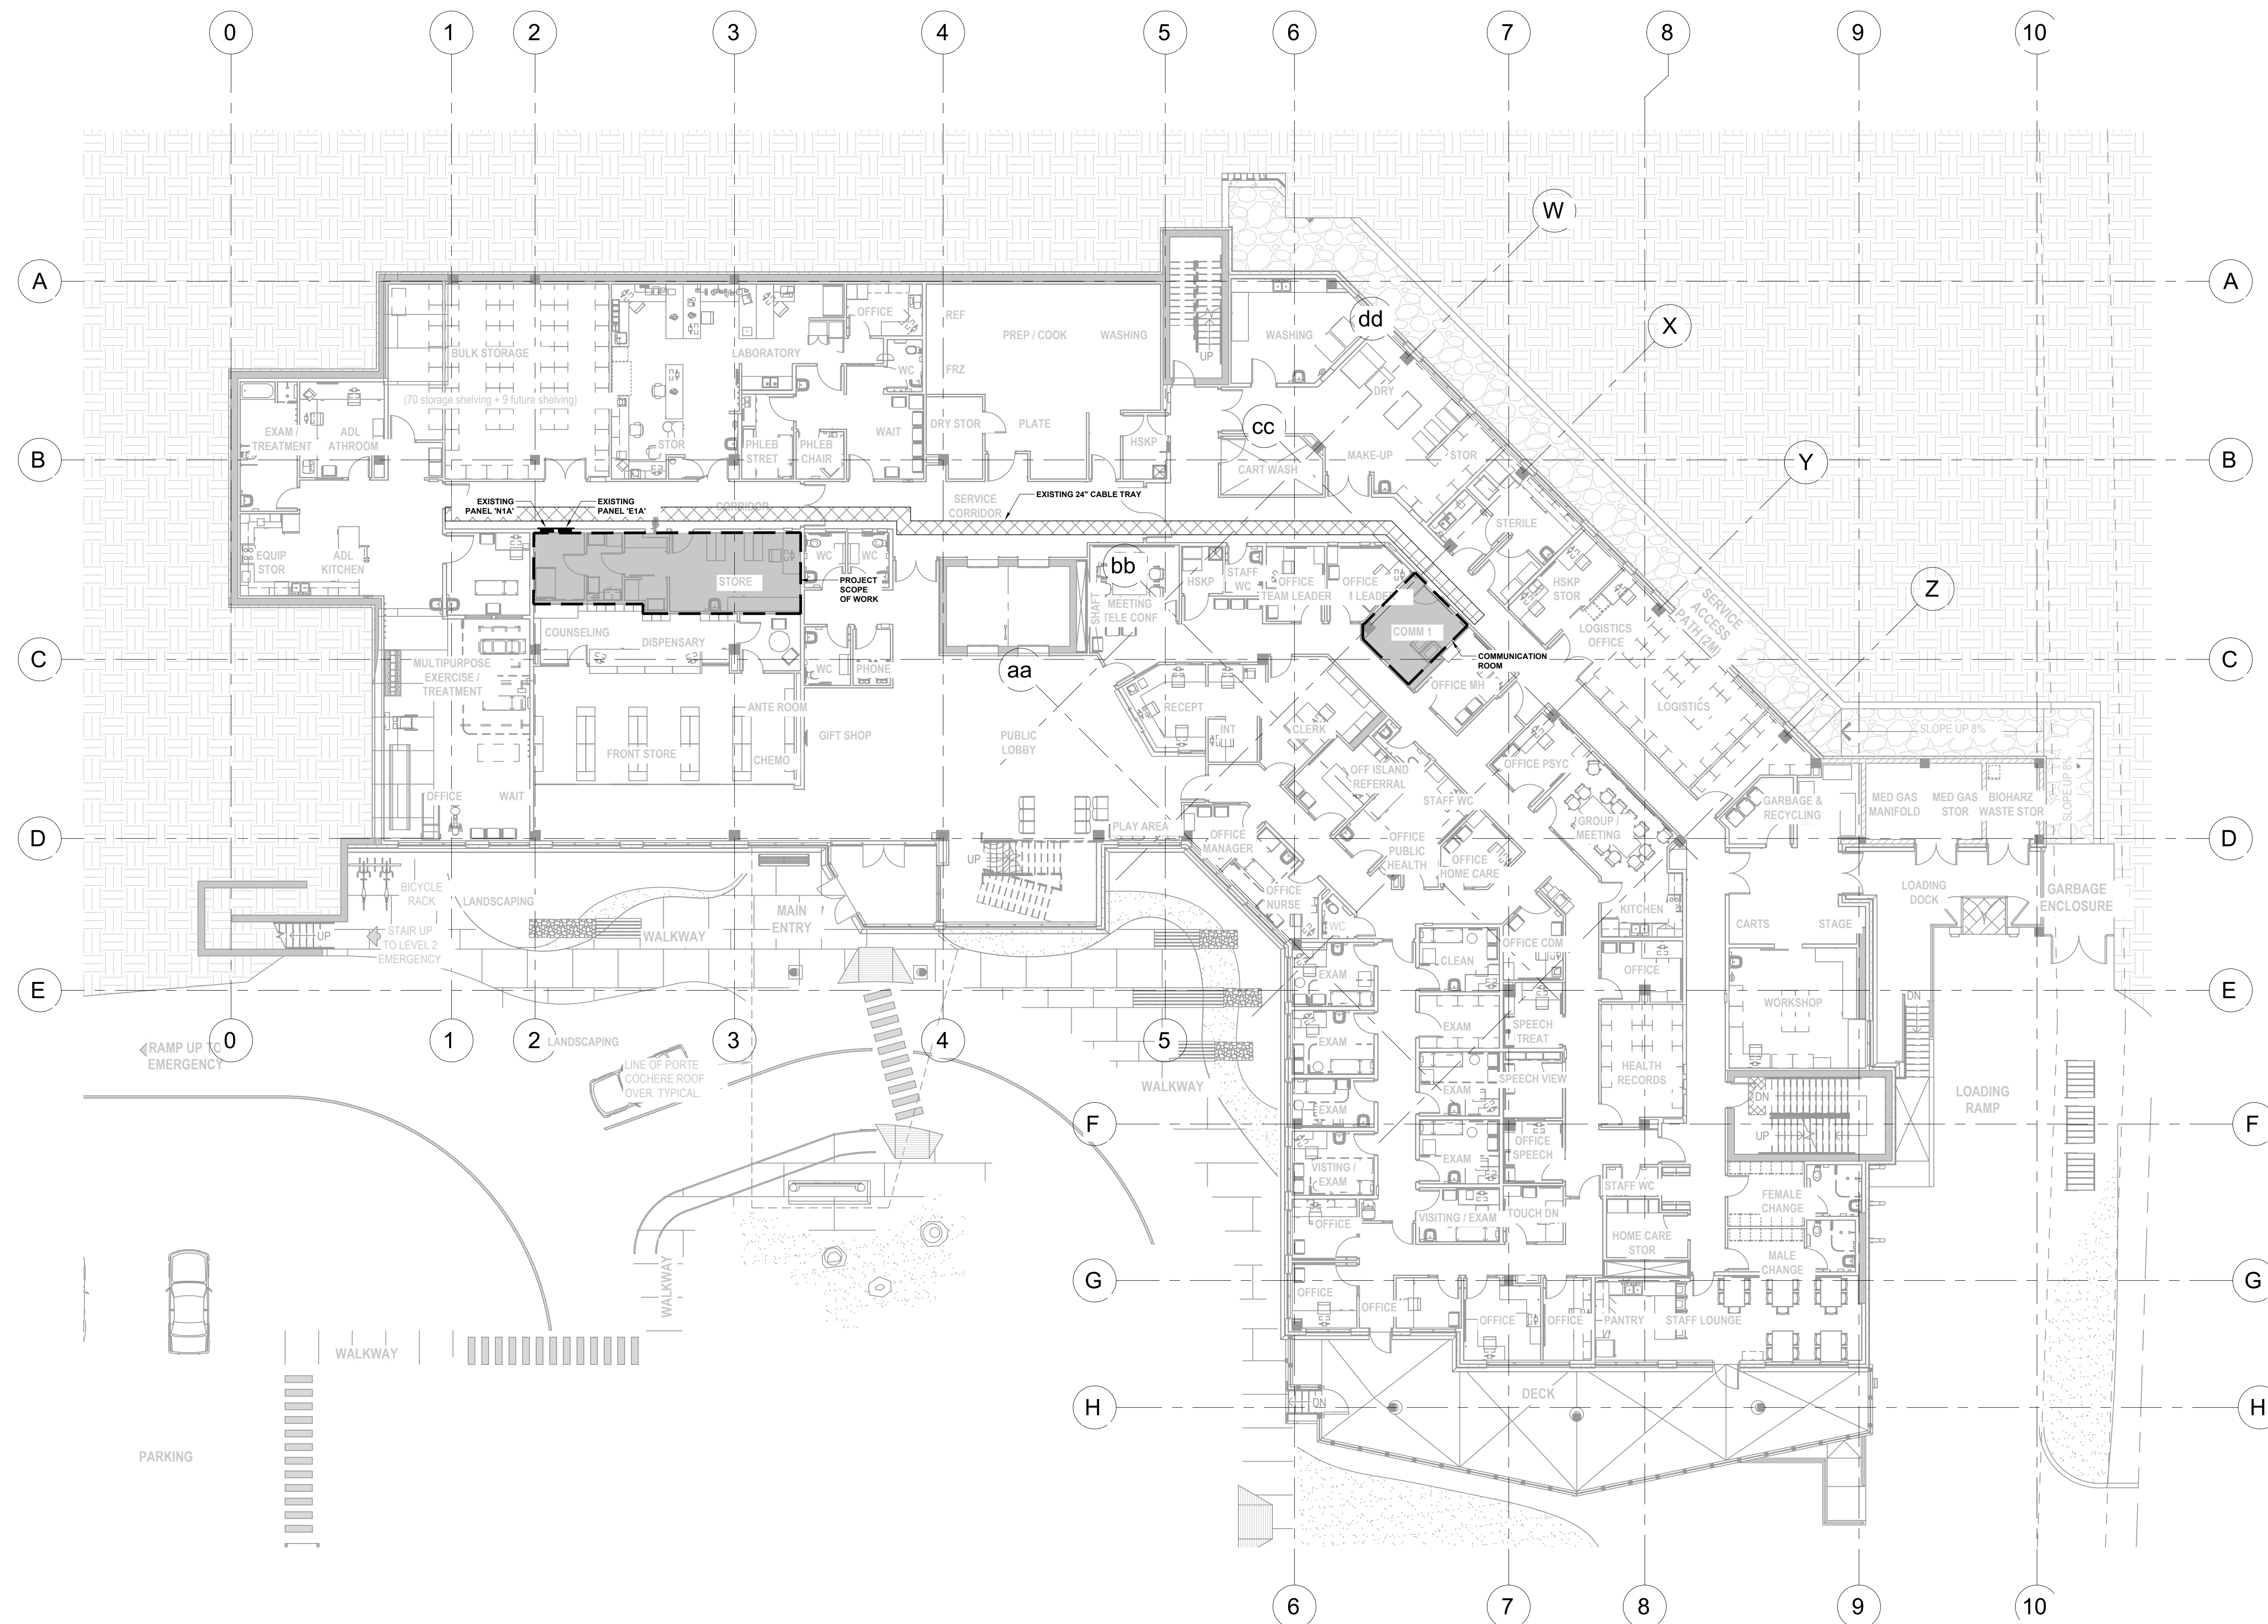 0
1
2
3
4
5
6
7
8
9
10
W
A
A
X
dd
OFFICE
REF
PREP / COOK
WASHING
WASHING
BULK STORAGE
LABORATORY
UP
WC
FRZ
DRY
(70 storage shelving + 9 future shelving)
cc
EXAM /
TREATMENT
ADL
ATHROOM
STOR
PHLEB
STRET
PHLEB
CHAIR
WAIT
DRY STOR
PLATE
HSKP
B
B
MAKE-UP
STOR
Y
CART WASH
EXISTING
PANEL 'N1A'
EXISTING
PANEL 'E1A'
CORRIDOR
SERVICE
CORRIDOR
EXISTING 24" CABLE TRAY
STERILE
EQUIP
STOR
ADL
KITCHEN
WC
WC
STORE
PROJECT
SCOPE
OF WORK
bb
MEETING
TELE CONF
SHAFT
HSKP
STAFF
WC
OFFICE
TEAM LEADER
OFFICE
M LEADE
HSKP
STOR
Z
SERVICE
ACCESS
PATH (2M)
COUNSELING
DISPENSARY
COMM 1
LOGISTICS
OFFICE
C
C
MULTIPURPOSE
EXERCISE /
TREATMENT
WC
PHONE
aa
COMMUNICATION
ROOM
OFFICE MH
ANTE ROOM
RECEPT
LOGISTICS
GIFT SHOP
PUBLIC
LOBBY
INT
CLERK
SLOPE UP 8%
FRONT STORE
CHEMO
OFF ISLAND
REFERRAL
OFFICE PSYC
SLOPE UP 8%
OFFICE
WAIT
STAFF WC
GARBAGE &
RECYCLING
MED GAS
MANIFOLD
MED GAS
STOR
BIOHARZ
WASTE STOR
PLAY AREA
D
D
OFFICE
MANAGER
OFFICE
PUBLIC
HEALTH
GROUP /
MEETING
UP
BICYCLE
RACK
LANDSCAPING
OFFICE
HOME CARE
MAIN
ENTRY
OFFICE
NURSE
LOADING
DOCK
GARBAGE
ENCLOSURE
UP
STAIR UP
TO LEVEL 2
EMERGENCY
WALKWAY
WC
KITCHEN
CARTS
STAGE
OFFICE CDM
EXAM
CLEAN
OFFICE
E
E
WORKSHOP
DN
0
1
2
3
4
5
LANDSCAPING
RAMP UP TO
EMERGENCY
EXAM
EXAM
SPEECH
TREAT
LINE OF PORTE
COCHERE ROOF
OVER. TYPICAL.
WALKWAY
SPEECH VIEW
HEALTH
RECORDS
EXAM
EXAM
DN
LOADING
RAMP
F
F
UP
OFFICE
SPEECH
EXAM
VISTING /
EXAM
STAFF WC
FEMALE
CHANGE
OFFICE
VISITING / EXAM
TOUCH DN
HOME CARE
STOR
MALE
CHANGE
WALKWAY
G
G
OFFICE
OFFICE
OFFICE
OFFICE
PANTRY
STAFF LOUNGE
WALKWAY
DECK
H
H
DN
PARKING
6
7
8
9
10